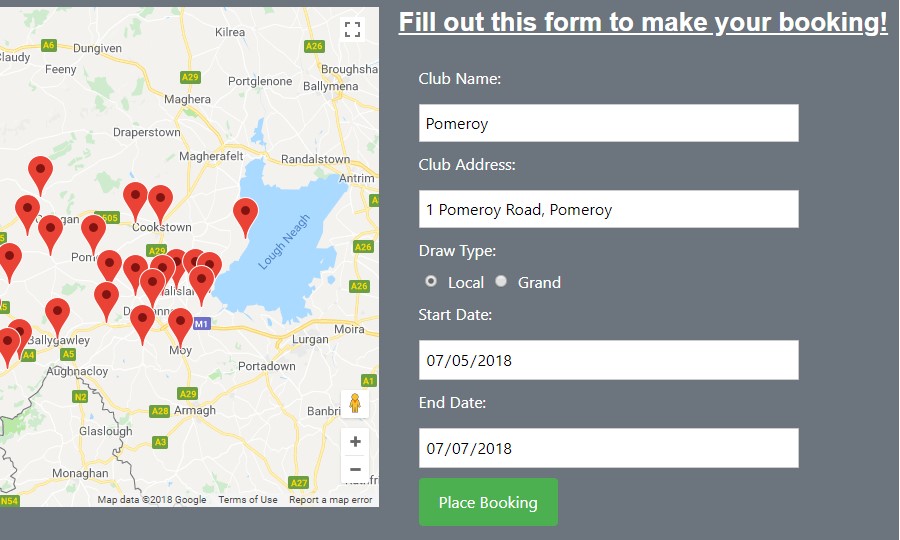 Kilrea
A6
Dungiven
A26
laudy
Feeny
Broughsha
A29
Portglenone
Ballymena
Maghera
Draperstown
Magherafelt
Randalstown
Antrim
A505
Cookstown
Lough Neagh
A26
A29
A26
M1
Moira
Ballygawley
Lurgan
A4
A5
Moy
Portadown
Aughnacloy
A1
N2
A29
A28
Armagh
Banbri
Glaslough
A3
Monaghan
A27
N54
Map data ©2018 Google
Terms of Use
Report a map error
Fill out this form to make your booking!
Club Name:
Pomeroy
Club Address:
1 Pomeroy Road, Pomeroy
Draw Type:
Local
Grand
Start Date:
07/05/2018
End Date:
07/07/2018
Place Booking